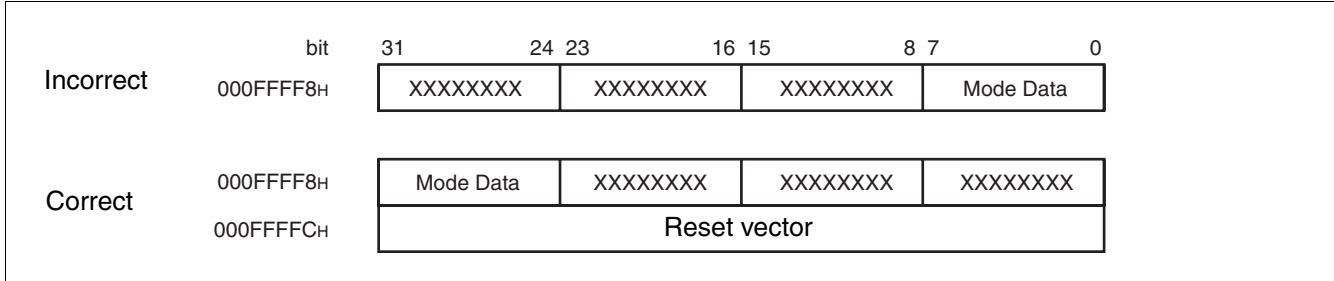 bit 31 24 23 16 15 8 7 0
Incorrect 000FFFF8H XXXXXXXX XXXXXXXX XXXXXXXX Mode Data
000FFFF8H Mode Data XXXXXXXX XXXXXXXX XXXXXXXX
Correct
000FFFFCH Reset vector